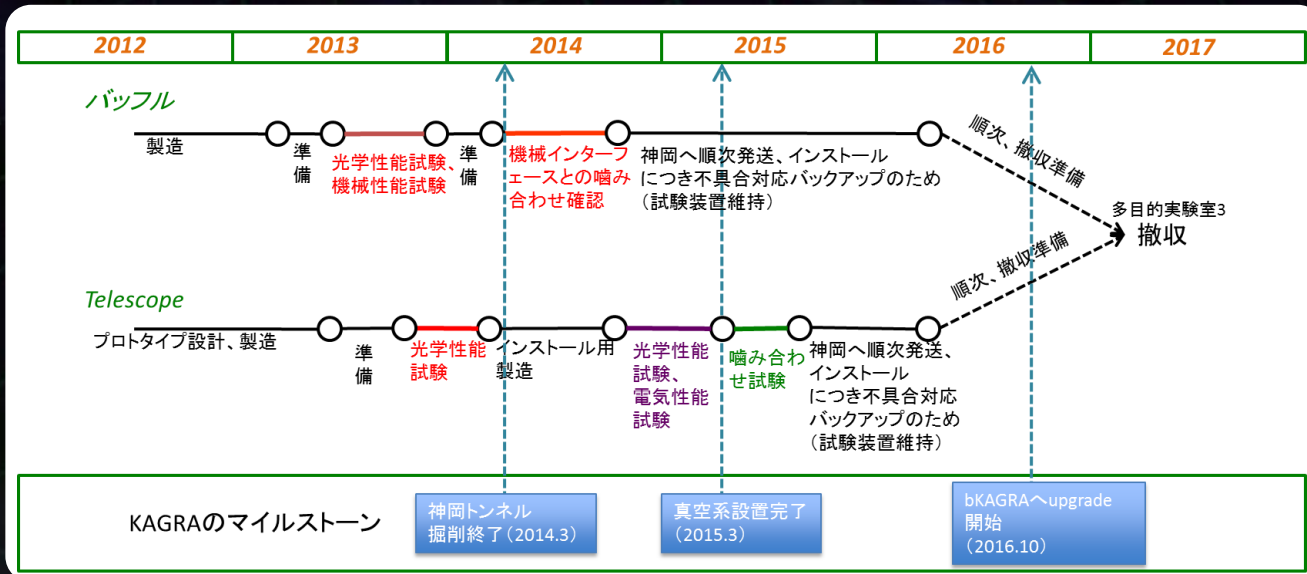 2012
2013
2014
2015
2016
2017
バッフル
製造
準
備
光学性能試験、
機械性能試験
準
備
機械インターフ
ェースとの噛み
合わせ確認
神岡へ順次発送、インストール
につき不具合対応バックアップのため
（試験装置維持）
順次、撤収準備
多目的実験室3
撤収
順次、撤収準備
Telescope
プロトタイプ設計、製造
準
備
光学性能
試験
インストール用
製造
光学性能
試験、
電気性能
試験
噛み合わ
せ試験
神岡へ順次発送、
インストール
につき不具合対応
バックアップのため
（試験装置維持）
KAGRAのマイルストーン
神岡トンネル
掘削終了（2014.3）
真空系設置完了
（2015.3）
bKAGRAへupgrade
開始
（2016.10）